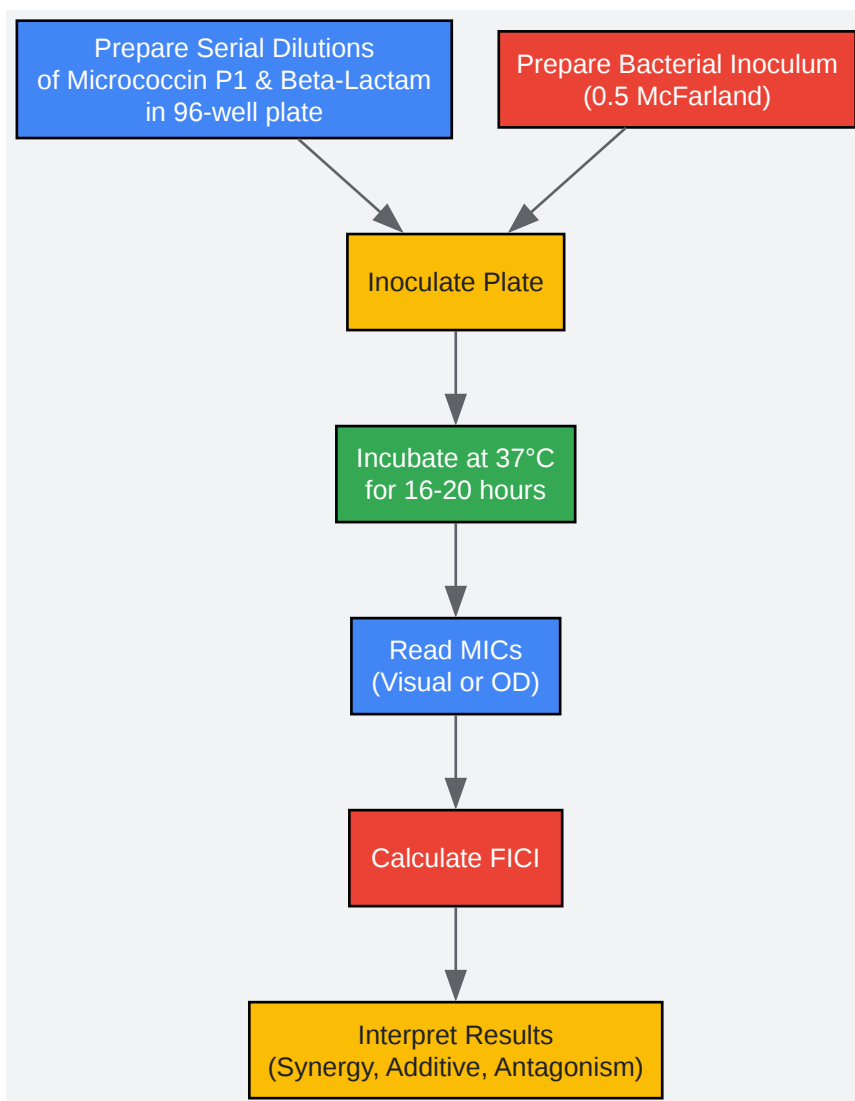 Prepare Serial Dilutions
of Micrococcin P1 & Beta-Lactam
in 96-well plate
Prepare Bacterial Inoculum
(0.5 McFarland)
Inoculate Plate
Incubate at 37°C
for 16-20 hours
Read MICs
(Visual or OD)
Calculate FICI
Interpret Results
(Synergy, Additive, Antagonism)